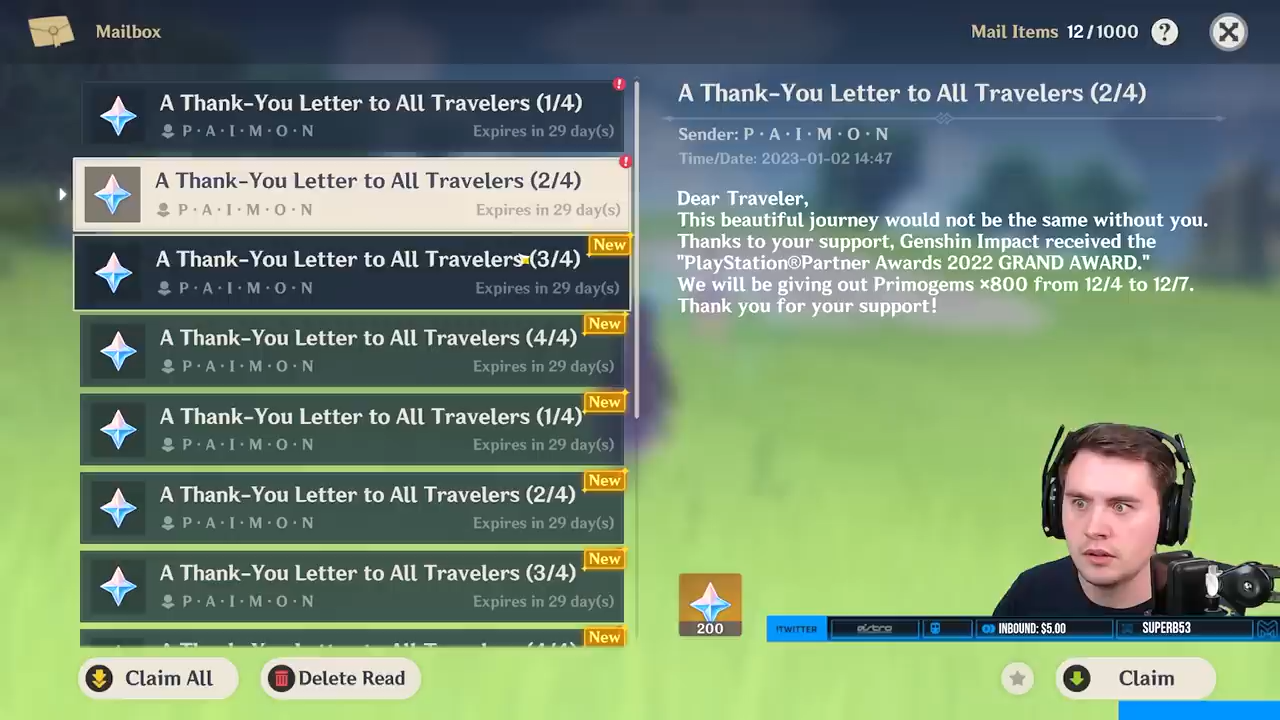 Mailbox
Mail Items 12/1000
?
A Thank-You Letter to All Travelers (1/4)
P·A·I·M·O·N
Expires in 29 day(s)
A Thank-You Letter to All Travelers (2/4)
P·A·I·M·O·N
Expires in 29 day(s)
New
A Thank-You Letter to All Travelers (3/4)
P·A·I·M·O·N
Expires in 29 day(s)
New
A Thank-You Letter to All Travelers (4/4)
P·A·I·M·O·N
Expires in 29 day(s)
New
A Thank-You Letter to All Travelers (1/4)
P·A·I·M·O·N
Expires in 29 day(s)
New
A Thank-You Letter to All Travelers (2/4)
P·A·I·M·O·N
Expires in 29 day(s)
New
A Thank-You Letter to All Travelers (3/4)
P·A·I·M·O·N
Expires in 29 day(s)
New
Claim All
Delete Read
A Thank-You Letter to All Travelers (2/4)
Sender: P·A·I·M·O·N
Time/Date: 2023-01-02 14:47
Dear Traveler,
This beautiful journey would not be the same without you.
Thanks to your support, Genshin Impact received the
"PlayStation®Partner Awards 2022 GRAND AWARD."
We will be giving out Primogems ×800 from 12/4 to 12/7.
Thank you for your support!
200
!TWITTER
astro
INBOUND: $5.00
SUPERB53
Claim